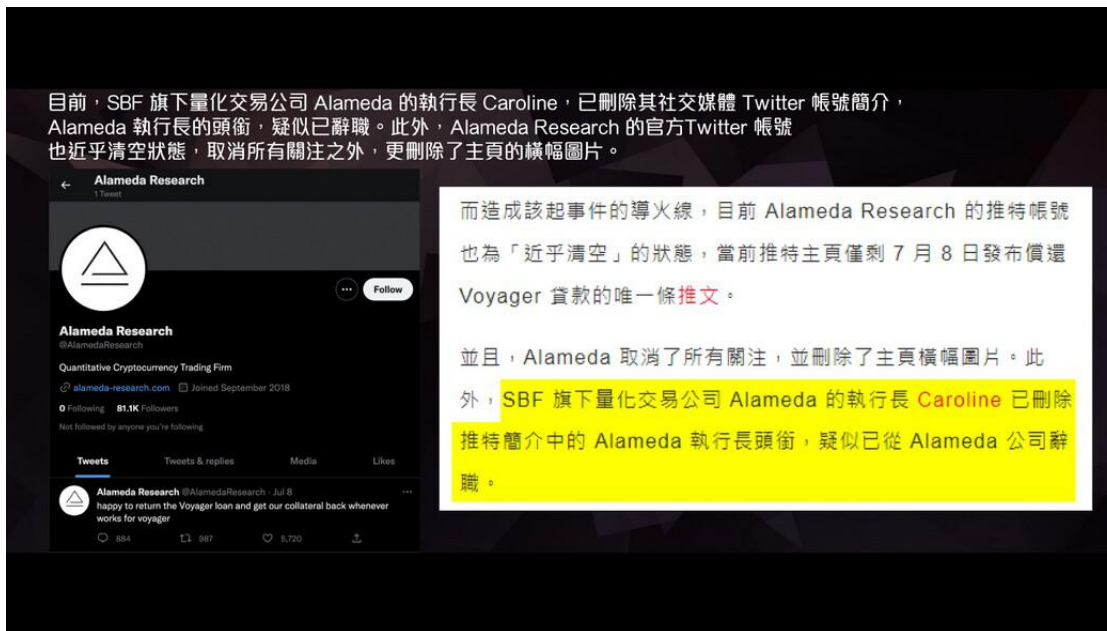 目前，SBF 旗下量化交易公司 Alameda 的執行長 Caroline，已刪除其社交媒體 Twitter 帳號簡介，
Alameda 執行長的頭銜，疑似已辭職。此外，Alameda Research 的官方Twitter 帳號
也近乎清空狀態，取消所有關注之外，更刪除了主頁的橫幅圖片。
Alameda Research
1 Tweet
Follow
Alameda Research
@AlamedaResearch
Quantitative Cryptocurrency Trading Firm
alameda-research.com Joined September 2018
0 Following 81.1K Followers
Not followed by anyone you're following
Tweets Tweets & replies Media Likes
Alameda Research @AlamedaResearch · Jul 8
happy to return the Voyager loan and get our collateral back whenever
works for voyager
884 987 5,720
而造成該起事件的導火線，目前 Alameda Research 的推特帳號
也為「近乎清空」的狀態，當前推特主頁僅剩 7 月 8 日發布償還
Voyager 貸款的唯一條推文。
並且，Alameda 取消了所有關注，並刪除了主頁橫幅圖片。此
外，SBF 旗下量化交易公司 Alameda 的執行長 Caroline 已刪除
推特簡介中的 Alameda 執行長頭銜，疑似已從 Alameda 公司辭
職。